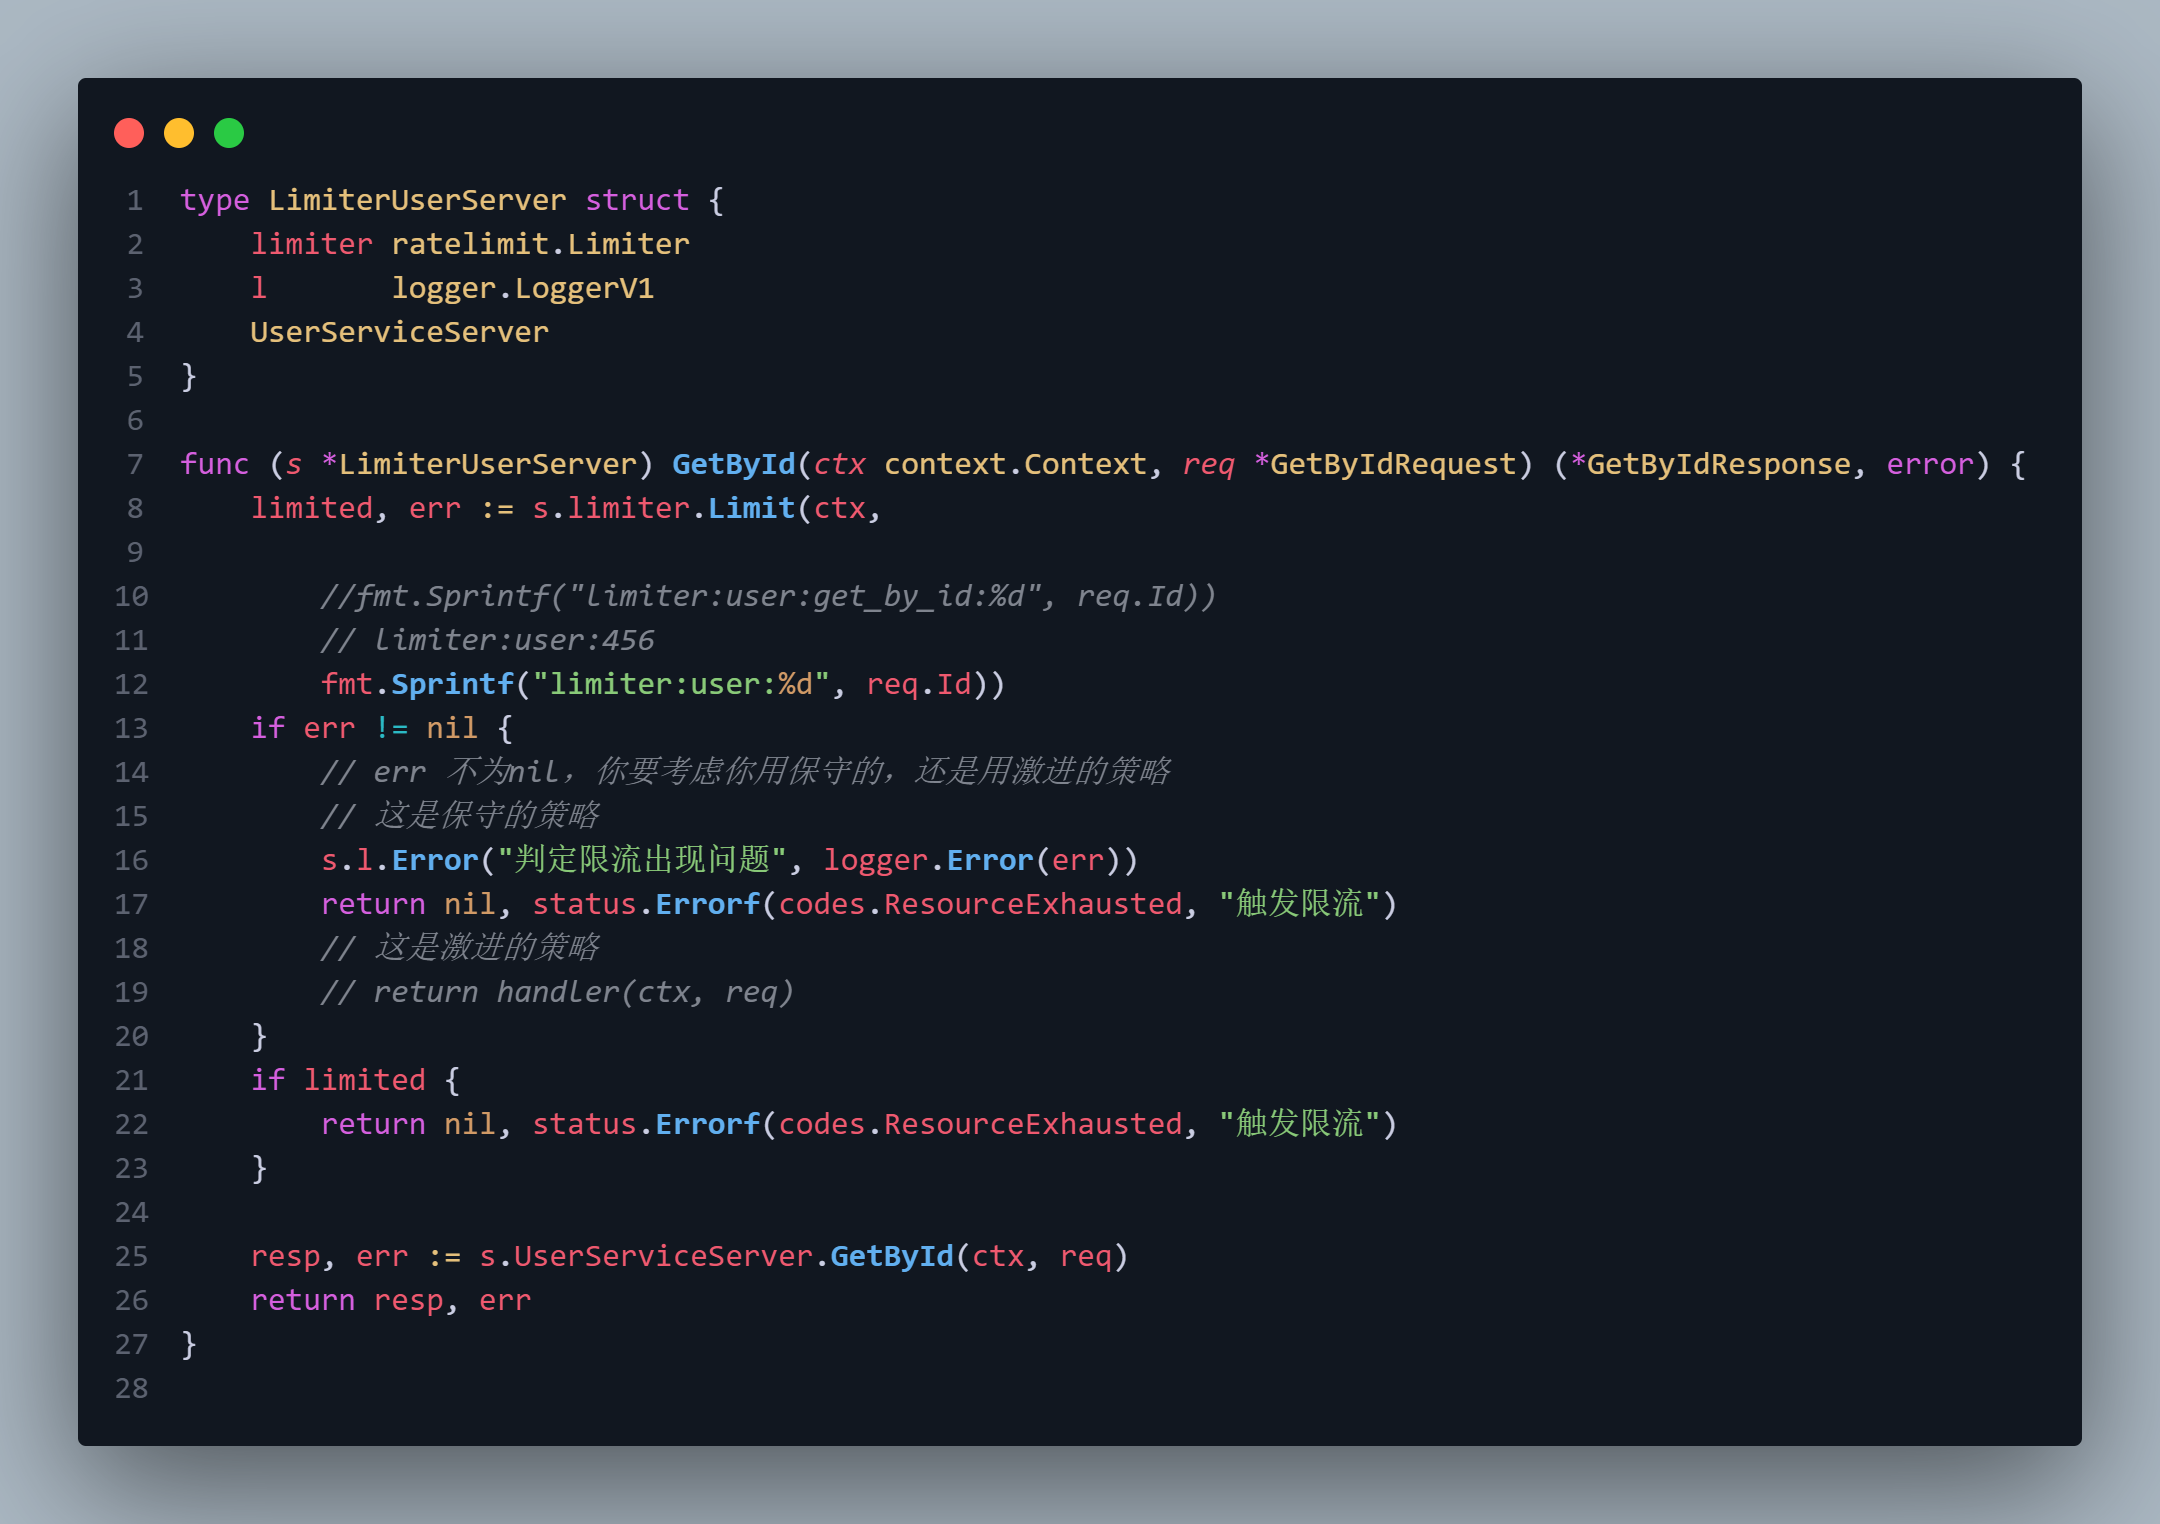 1 type LimiterUserServer struct {
2     limiter ratelimit.Limiter
3     l       logger.LoggerV1
4     UserServiceServer
5 }
6
7 func (s *LimiterUserServer) GetById(ctx context.Context, req *GetByIdRequest) (*GetByIdResponse, error) {
8     limited, err := s.limiter.Limit(ctx,
9
10         //fmt.Sprintf("limiter:user:get_by_id:%d", req.Id))
11         // limiter:user:456
12         fmt.Sprintf("limiter:user:%d", req.Id))
13     if err != nil {
14         // err 不为nil，你要考虑你用保守的，还是用激进的策略
15         // 这是保守的策略
16         s.l.Error("判定限流出现问题", logger.Error(err))
17         return nil, status.Errorf(codes.ResourceExhausted, "触发限流")
18         // 这是激进的策略
19         // return handler(ctx, req)
20     }
21     if limited {
22         return nil, status.Errorf(codes.ResourceExhausted, "触发限流")
23     }
24
25     resp, err := s.UserServiceServer.GetById(ctx, req)
26     return resp, err
27 }
28